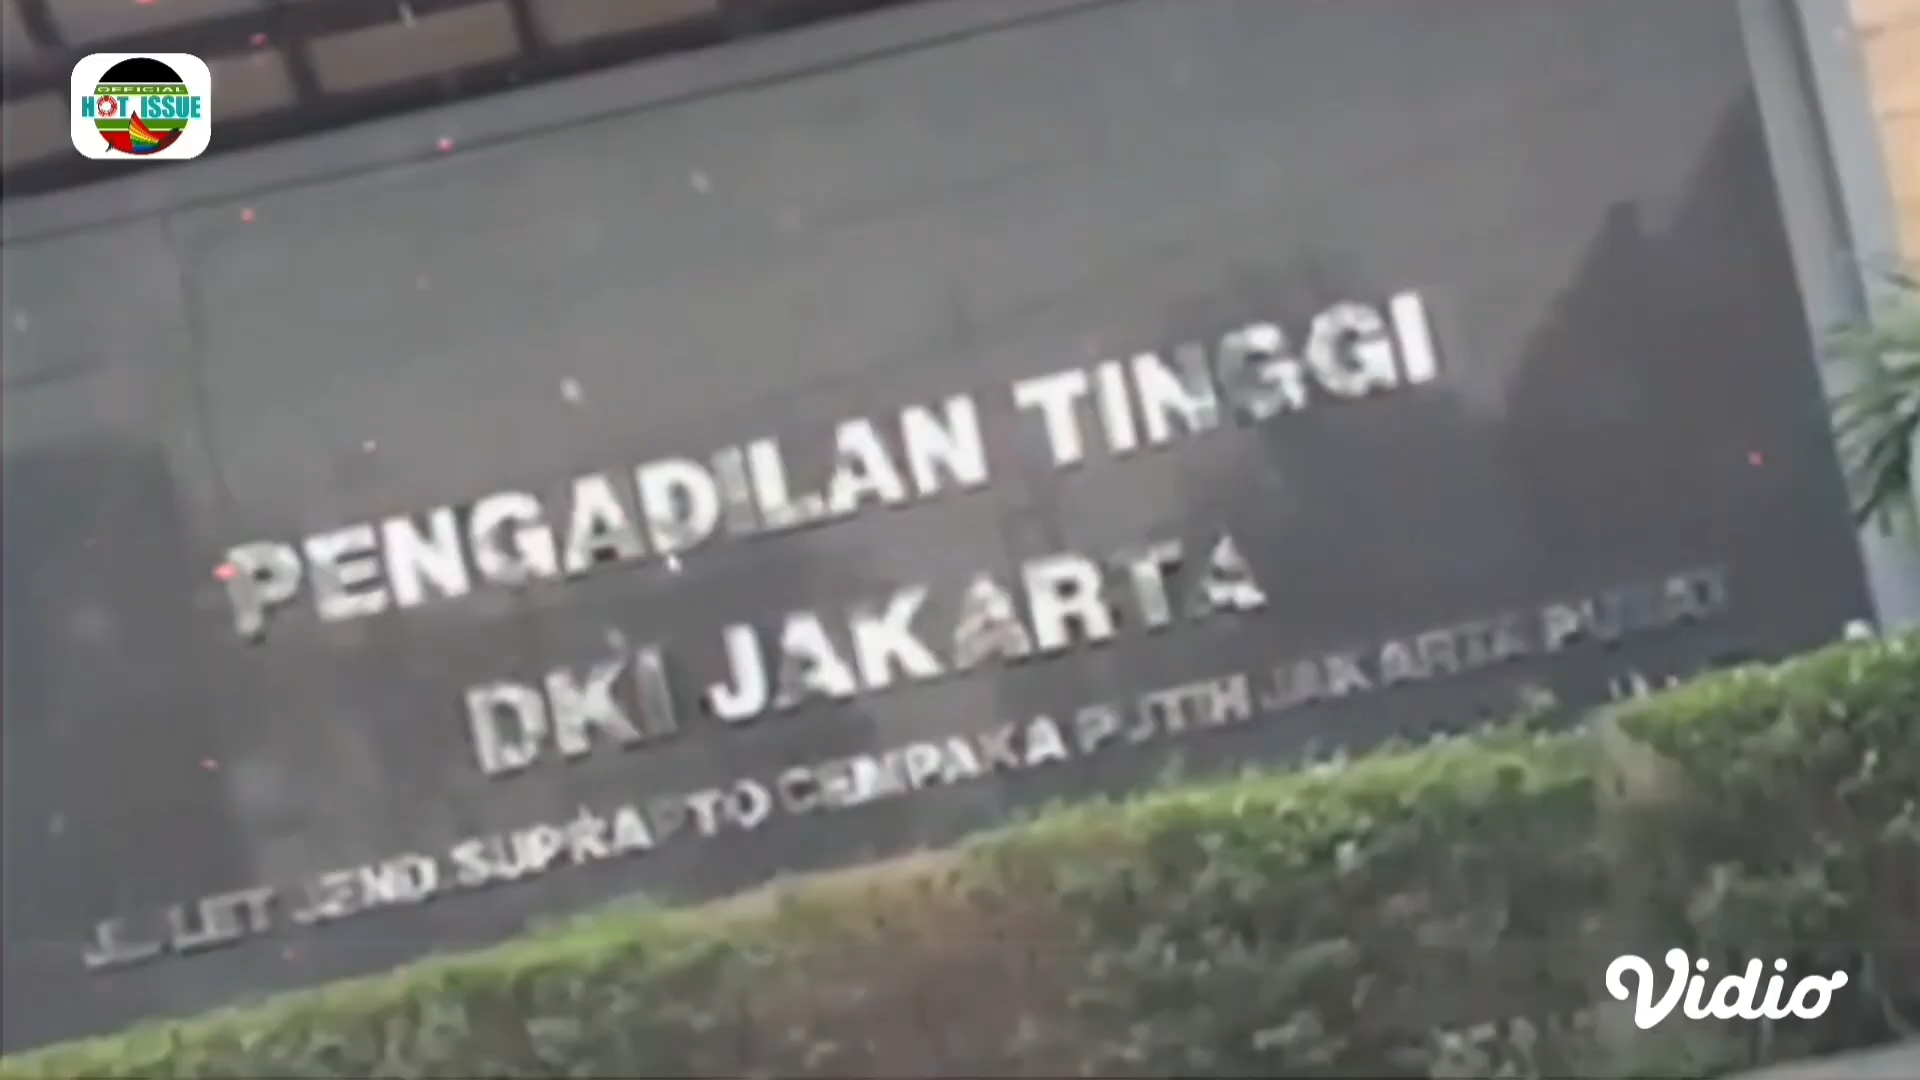 OFFICIAL
HOT ISSUE
PENGADILAN TINGGI
DKI JAKARTA
JL. LET JEND. SUPRAPTO CEMPAKA PUTIH JAKARTA PUSAT
Vidio